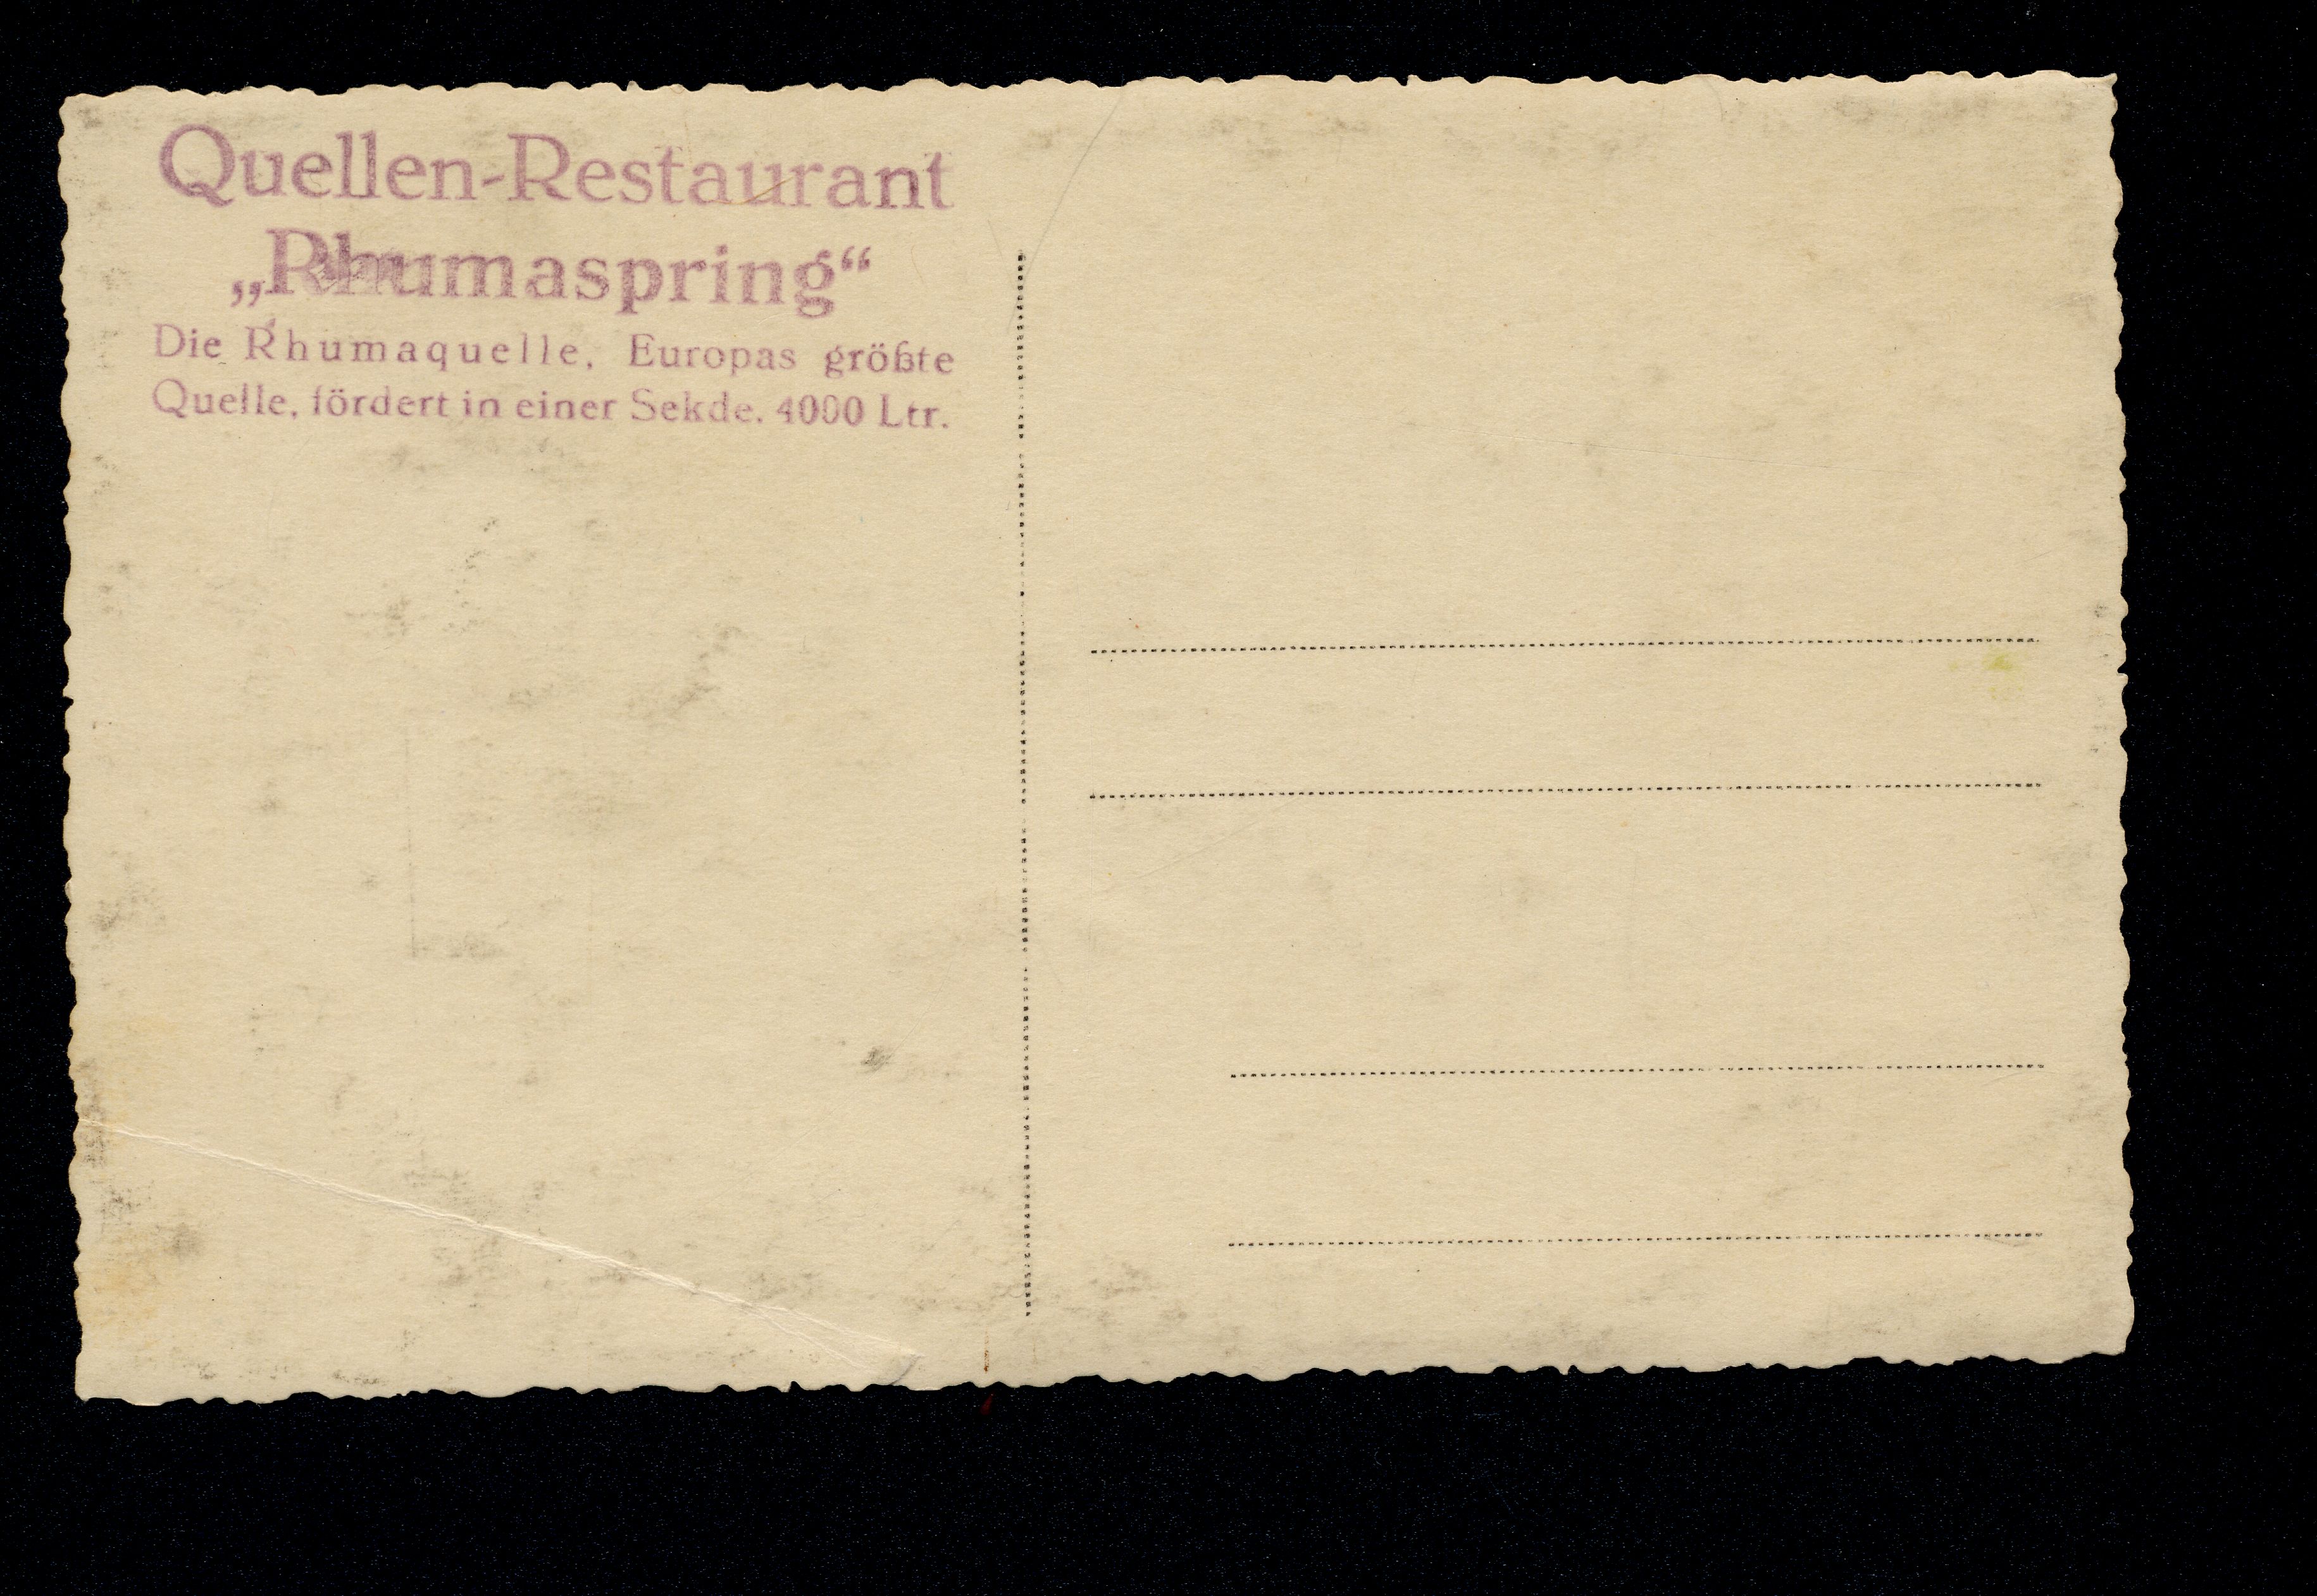 Quellen-Restaurant
„Rhumaspring“
Die Rhumaquelle, Europas größte
Quelle, fördert in einer Sekde. 4000 Ltr.